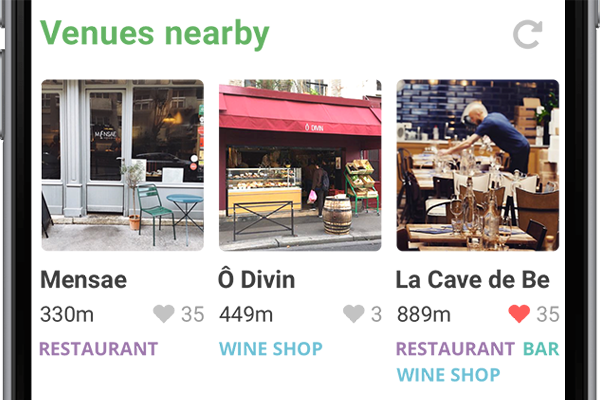 Venues nearby
MENSAE
Ô DIVIN
Mensae
Ô Divin
La Cave de Be
330m
35
449m
3
889m
35
RESTAURANT
WINE SHOP
RESTAURANT BAR
WINE SHOP